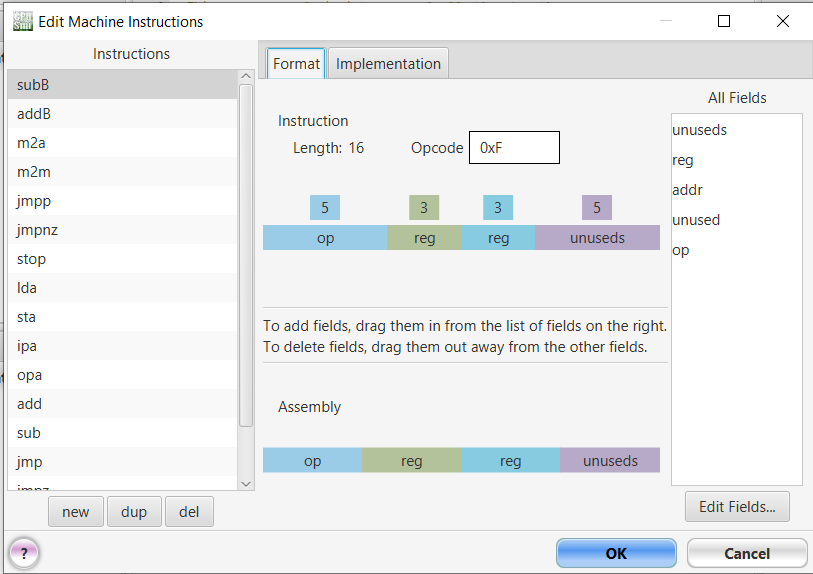 Edit Machine Instructions
Instructions
subB
addB
m2a
m2m
jmpp
jmpnz
stop
lda
sta
ipa
opa
add
sub
jmp
new dup del
Format Implementation
Instruction
Length: 16 Opcode 0xF
5 3 3 5
op reg reg unuseds
To add fields, drag them in from the list of fields on the right.
To delete fields, drag them out away from the other fields.
Assembly
op reg reg unuseds
All Fields
unuseds
reg
addr
unused
op
Edit Fields...
?
OK Cancel